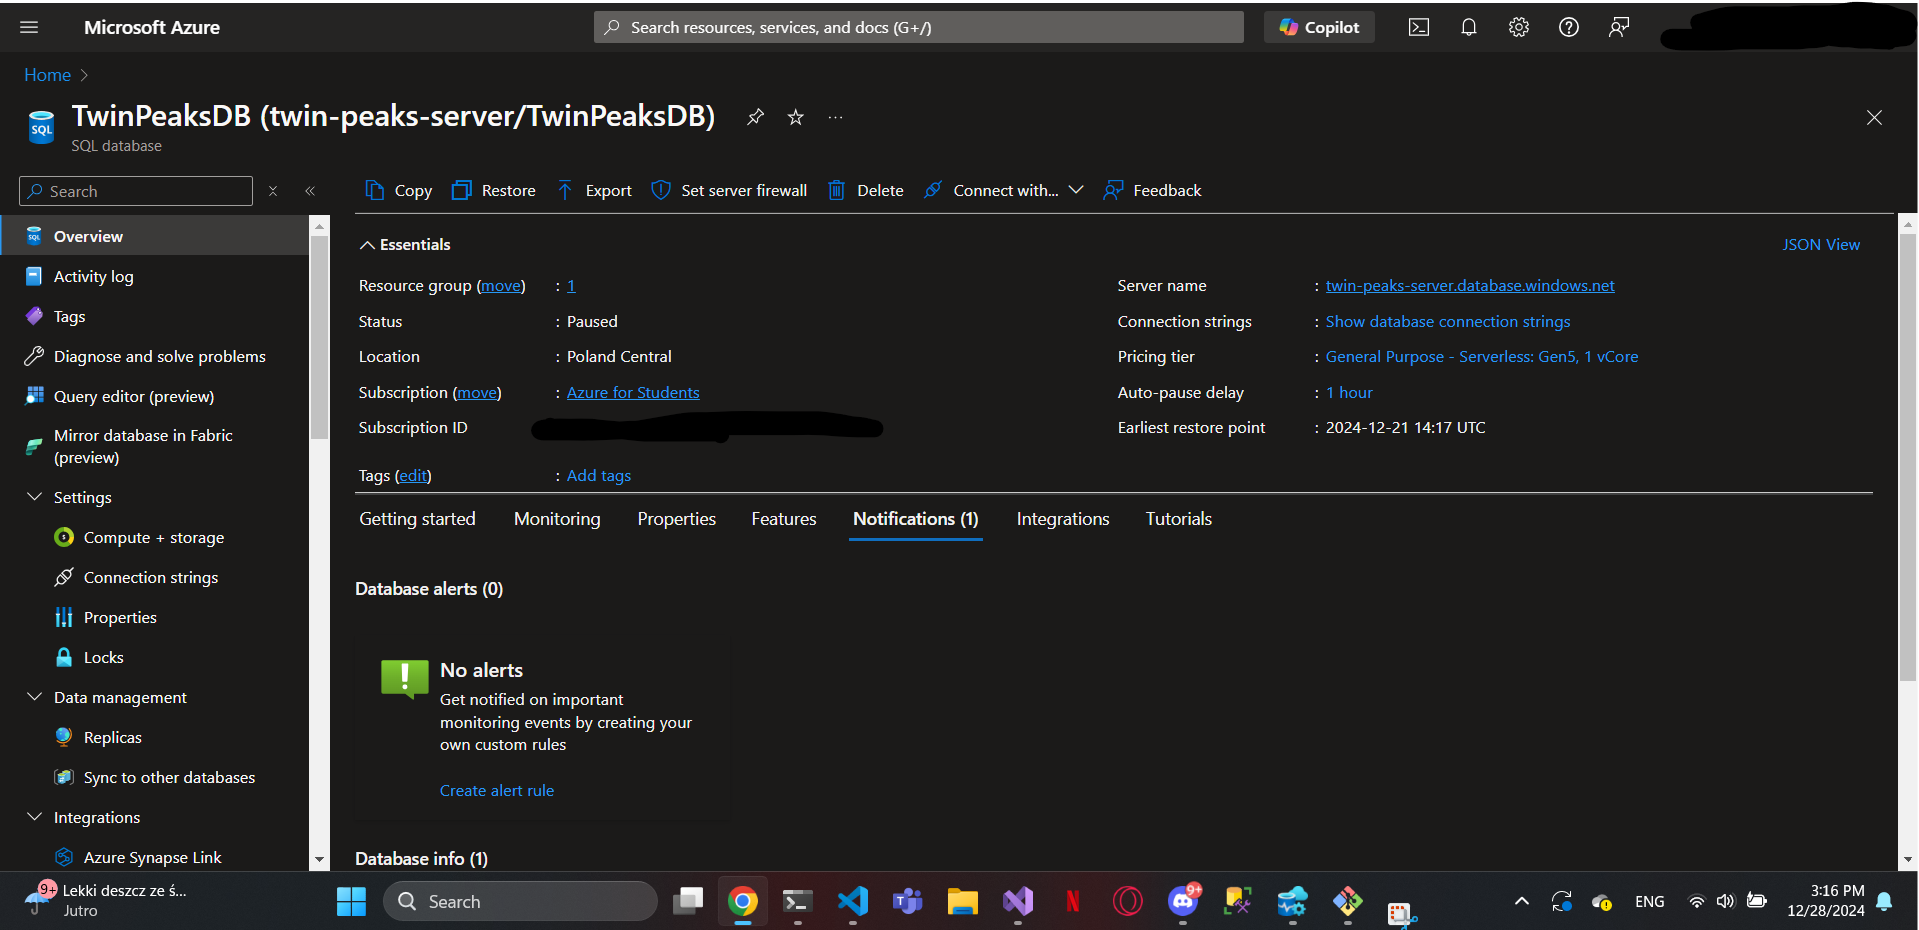 Microsoft Azure
Search resources, services, and docs (G+/)
Copilot
Home
TwinPeaksDB (twin-peaks-server/TwinPeaksDB)
SQL database
SQL
Search
Copy
Restore
Export
Set server firewall
Delete
Connect with...
Feedback
Overview
Activity log
Tags
Diagnose and solve problems
Query editor (preview)
Mirror database in Fabric
(preview)
Settings
Compute + storage
Connection strings
Properties
Locks
Data management
Replicas
Sync to other databases
Integrations
Azure Synapse Link
Essentials
JSON View
Resource group (move) : 1
Status : Paused
Location : Poland Central
Subscription (move) : Azure for Students
Subscription ID
Server name : twin-peaks-server.database.windows.net
Connection strings : Show database connection strings
Pricing tier : General Purpose - Serverless: Gen5, 1 vCore
Auto-pause delay : 1 hour
Earliest restore point : 2024-12-21 14:17 UTC
Tags (edit) : Add tags
Getting started
Monitoring
Properties
Features
Notifications (1)
Integrations
Tutorials
Database alerts (0)
No alerts
Get notified on important
monitoring events by creating your
own custom rules
Create alert rule
Database info (1)
9+
Lekki deszcz ze ś...
Jutro
Search
9+
ENG
3:16 PM
12/28/2024